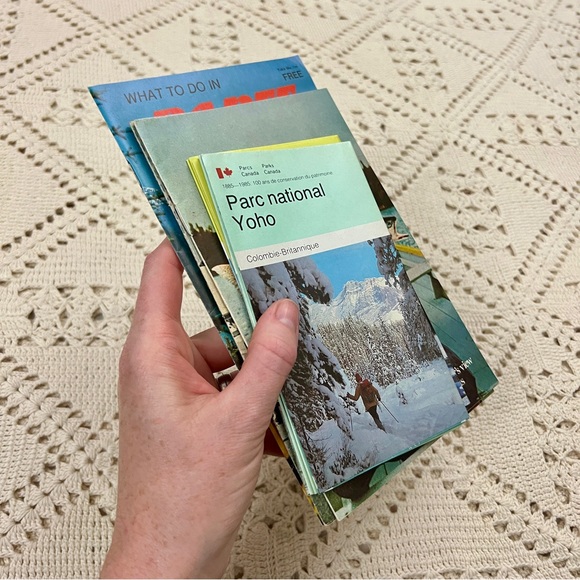 WHAT TO DO IN
FREE
Parcs Parks
Canada Canada
1885–1985 100 ans de conservation du patrimoine
Parc national
Yoho
Colombie-Britannique
view